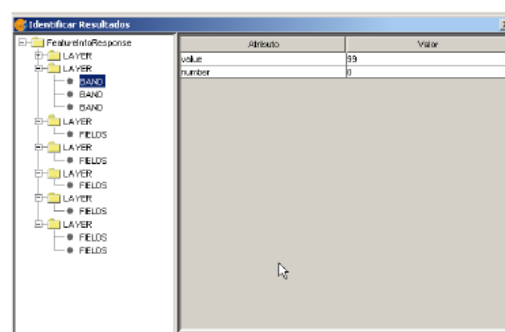 Identificar Resultados
FeatureInfoResponse
LAYER
LAYER
BAND
BAND
BAND
LAYER
FIELDS
LAYER
FIELDS
LAYER
FIELDS
LAYER
FIELDS
LAYER
FIELDS
FIELDS
Atributo Valor
value 99
number 0